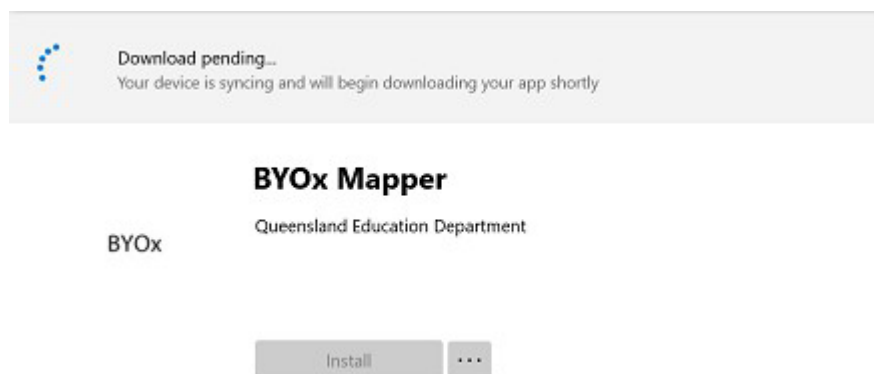 Download pending...
Your device is syncing and will begin downloading your app shortly
BYOx Mapper
Queensland Education Department
BYOx
Install
...